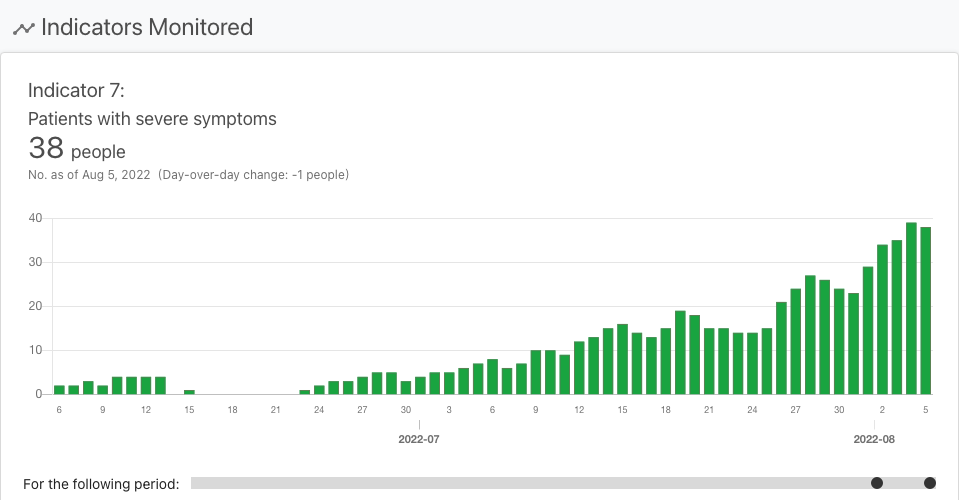 Indicators Monitored
Indicator 7:
Patients with severe symptoms
38 people
No. as of Aug 5, 2022 (Day-over-day change: -1 people)
40
30
20
10
0
6 9 12 15 18 21 24 27 30 3 6 9 12 15 18 21 24 27 30 2 5
2022-07 2022-08
For the following period: